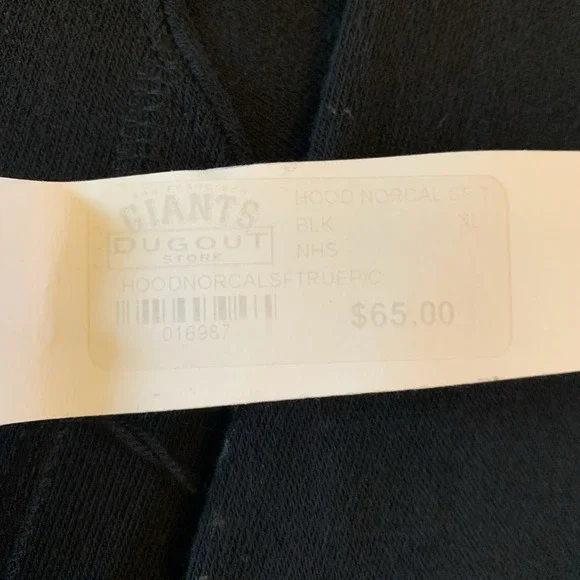 SAN FRANCISCO
GIANTS
DUGOUT
STORE
HOOD NORCAL SF T
BLK XL
NHS
HOODNORCALSFTRUEPIC
016987
$65.00